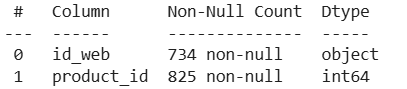 #   Column      Non-Null Count  Dtype
---  ------      --------------  -----
0   id_web      734 non-null    object
1   product_id  825 non-null    int64